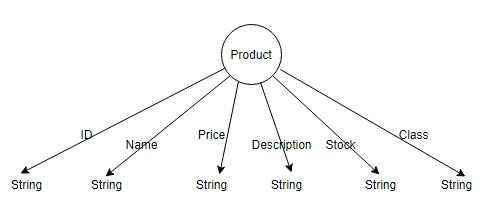 Product
ID
Name
Price
Description
Stock
Class
String
String
String
String
String
String